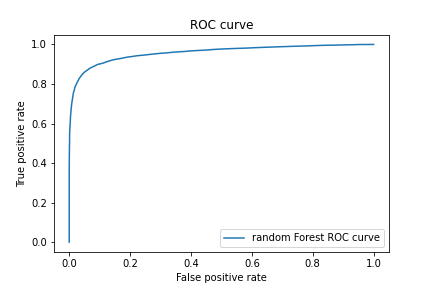 ROC curve
True positive rate
1.0
0.8
0.6
0.4
0.2
0.0
random Forest ROC curve
0.0 0.2 0.4 0.6 0.8 1.0
False positive rate